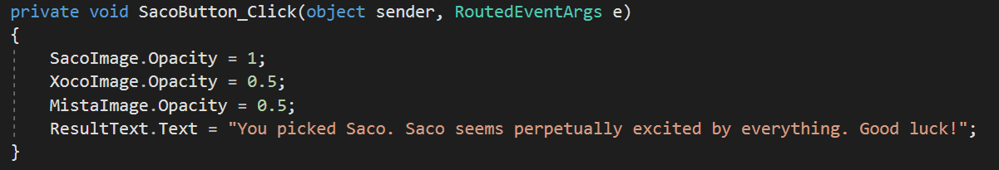 private void SacoButton_Click(object sender, RoutedEventArgs e)
{
    SacoImage.Opacity = 1;
    XocoImage.Opacity = 0.5;
    MistaImage.Opacity = 0.5;
    ResultText.Text = "You picked Saco. Saco seems perpetually excited by everything. Good luck!";
}